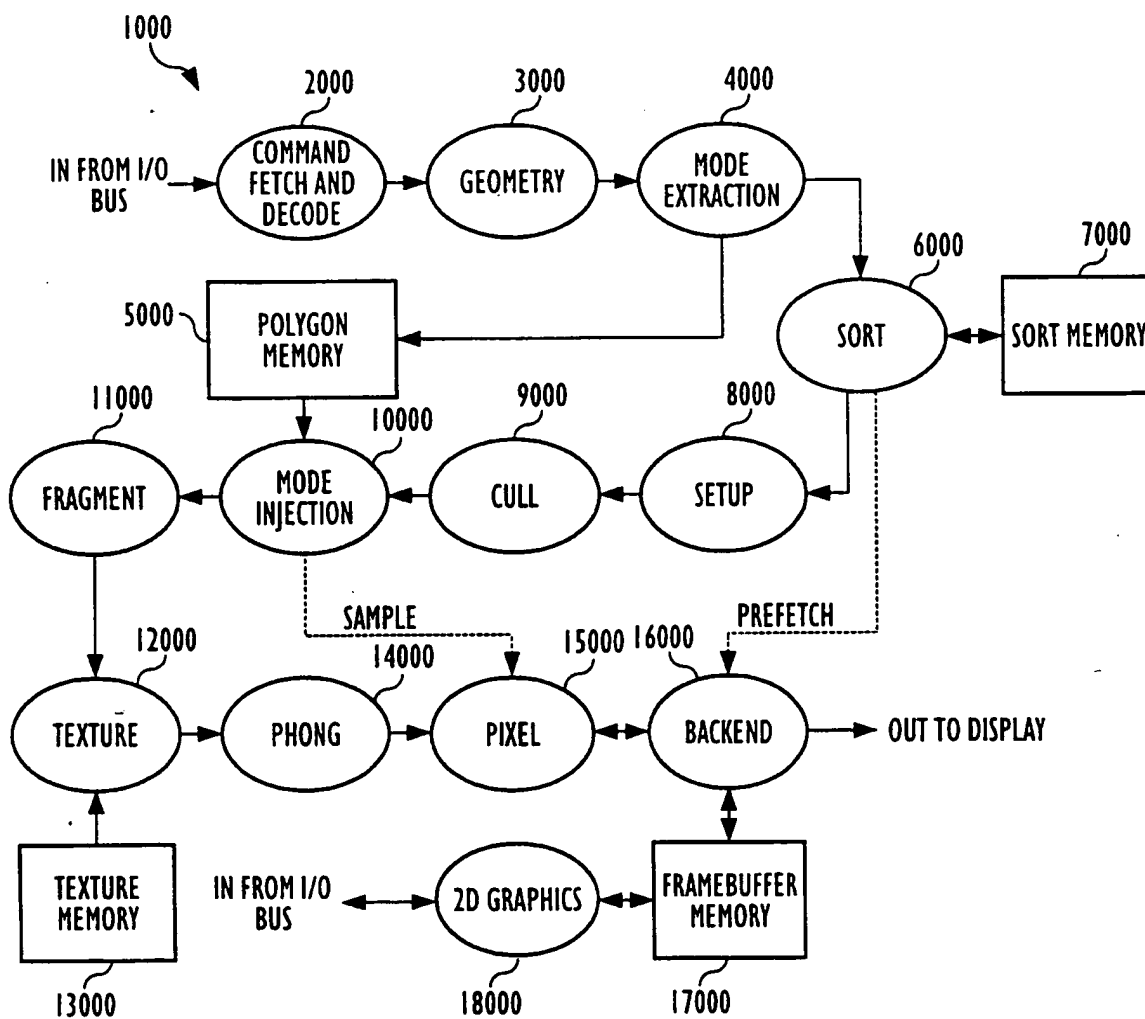 1000
2000
3000
4000
IN FROM I/O
BUS
COMMAND
FETCH AND
DECODE
GEOMETRY
MODE
EXTRACTION
6000
7000
5000
POLYGON
MEMORY
SORT
SORT MEMORY
11000
10000
9000
8000
FRAGMENT
MODE
INJECTION
CULL
SETUP
SAMPLE
PREFETCH
12000
14000
15000
16000
TEXTURE
PHONG
PIXEL
BACKEND
OUT TO DISPLAY
TEXTURE
MEMORY
IN FROM I/O
BUS
2D GRAPHICS
FRAMEBUFFER
MEMORY
13000
18000
17000